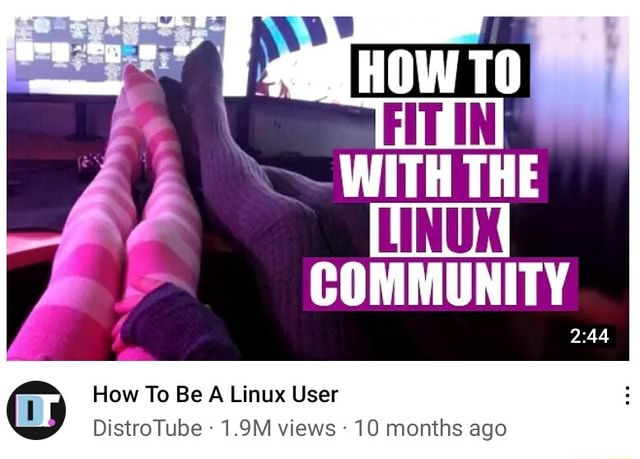 HOW TO
FIT IN
WITH THE
LINUX
COMMUNITY
2:44
DT.
How To Be A Linux User
DistroTube · 1.9M views · 10 months ago